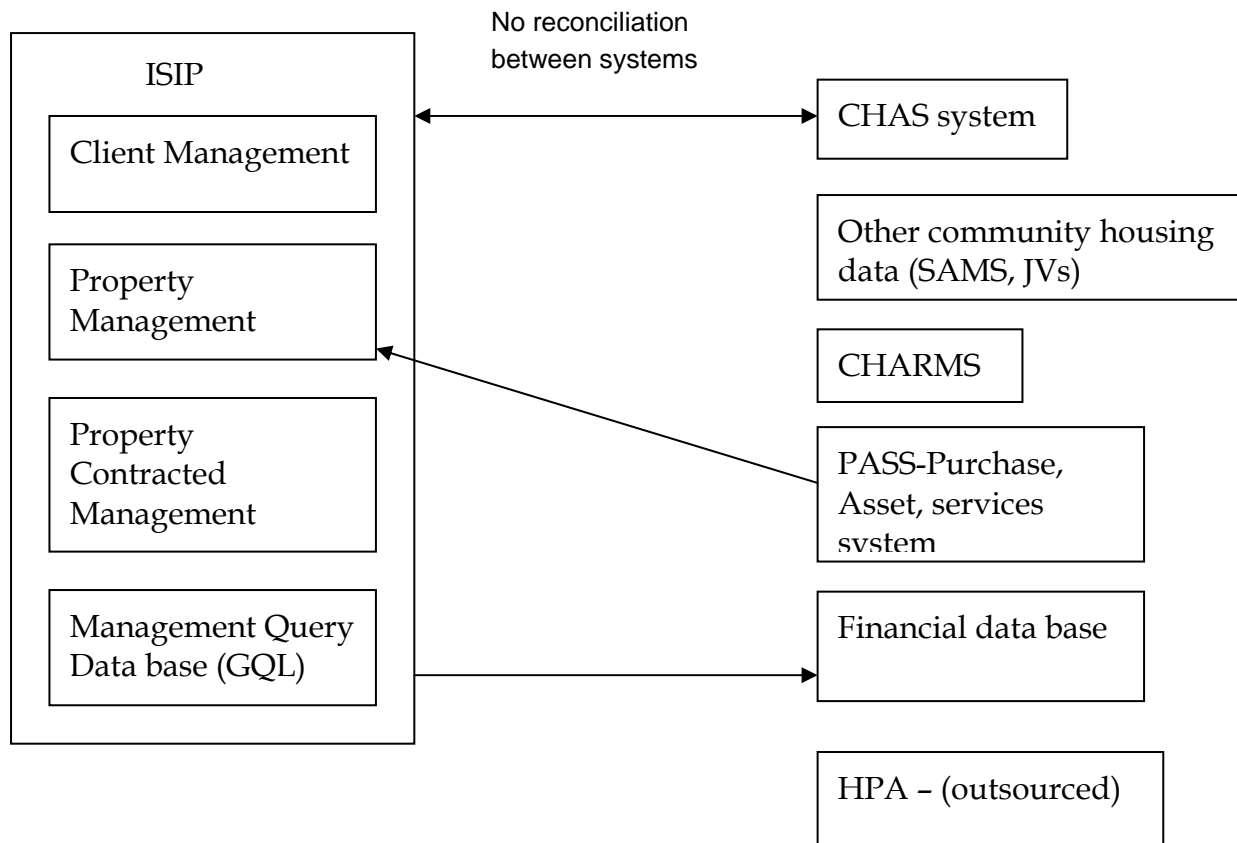 No reconciliation
between systems
ISIP
Client Management
Property
Management
Property
Contracted
Management
Management Query
Data base (GQL)
CHAS system
Other community housing
data (SAMS, JVs)
CHARMS
PASS-Purchase,
Asset, services
system
Financial data base
HPA – (outsourced)